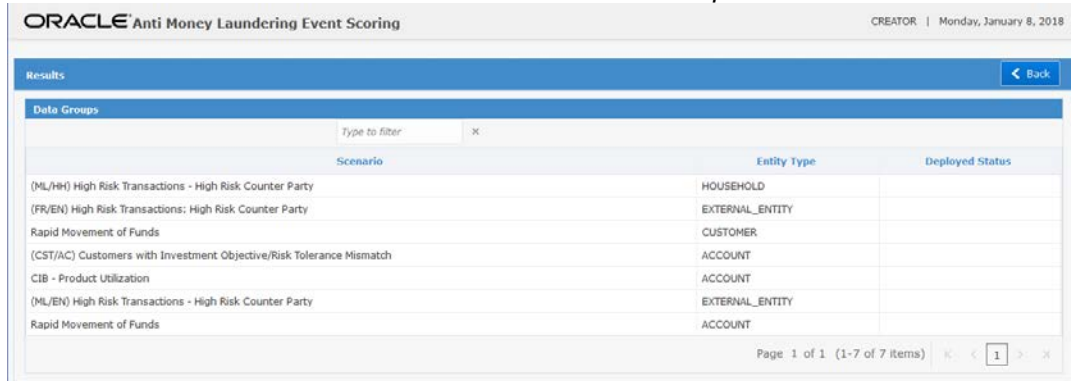 ORACLE Anti Money Laundering Event Scoring CREATOR | Monday, January 8, 2018
Results Back
Data Groups
Type to filter ×
Scenario Entity Type Deployed Status
(ML/HH) High Risk Transactions - High Risk Counter Party HOUSEHOLD
(FR/EN) High Risk Transactions: High Risk Counter Party EXTERNAL_ENTITY
Rapid Movement of Funds CUSTOMER
(CST/AC) Customers with Investment Objective/Risk Tolerance Mismatch ACCOUNT
CIB - Product Utilization ACCOUNT
(ML/EN) High Risk Transactions - High Risk Counter Party EXTERNAL_ENTITY
Rapid Movement of Funds ACCOUNT
Page 1 of 1 (1-7 of 7 items) 1